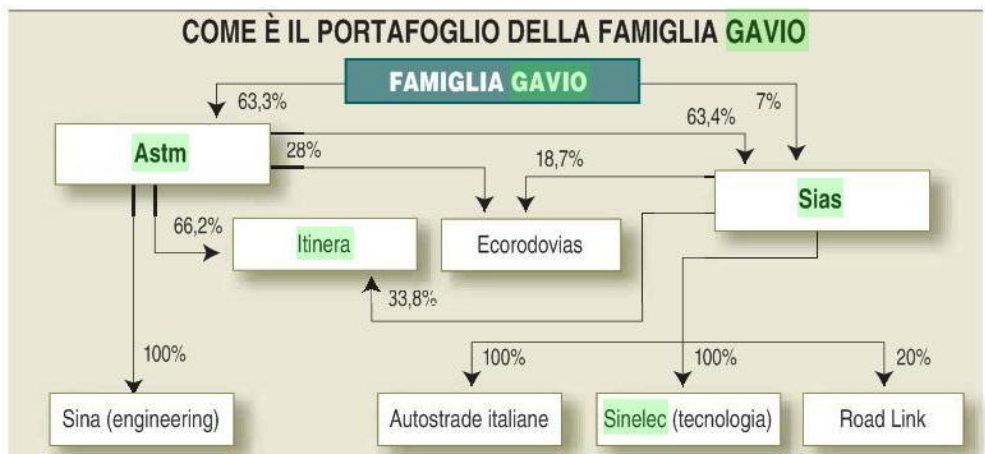 COME È IL PORTAFOGLIO DELLA FAMIGLIA GAVIO
FAMIGLIA GAVIO
63,3%
7%
63,4%
Astm
28%
18,7%
Sias
66,2%
Itinera
Ecorodovias
33,8%
100%
100%
100%
20%
Sina (engineering)
Autostrade italiane
Sinelec (tecnologia)
Road Link